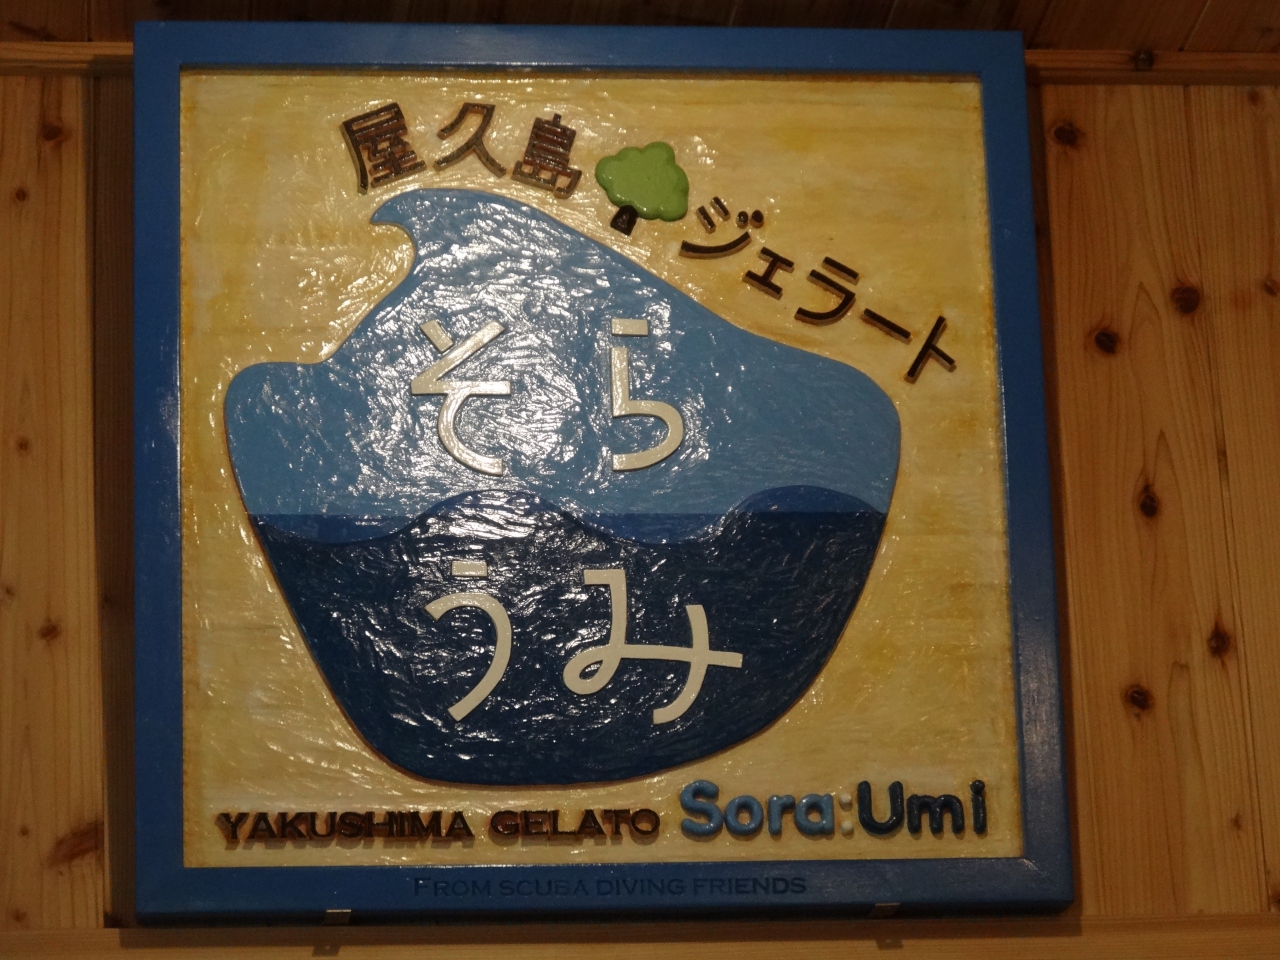 屋久島ジェラート
そら
うみ
YAKUSHIMA GELATO Sora:Umi
FROM SCUBA DIVING FRIENDS